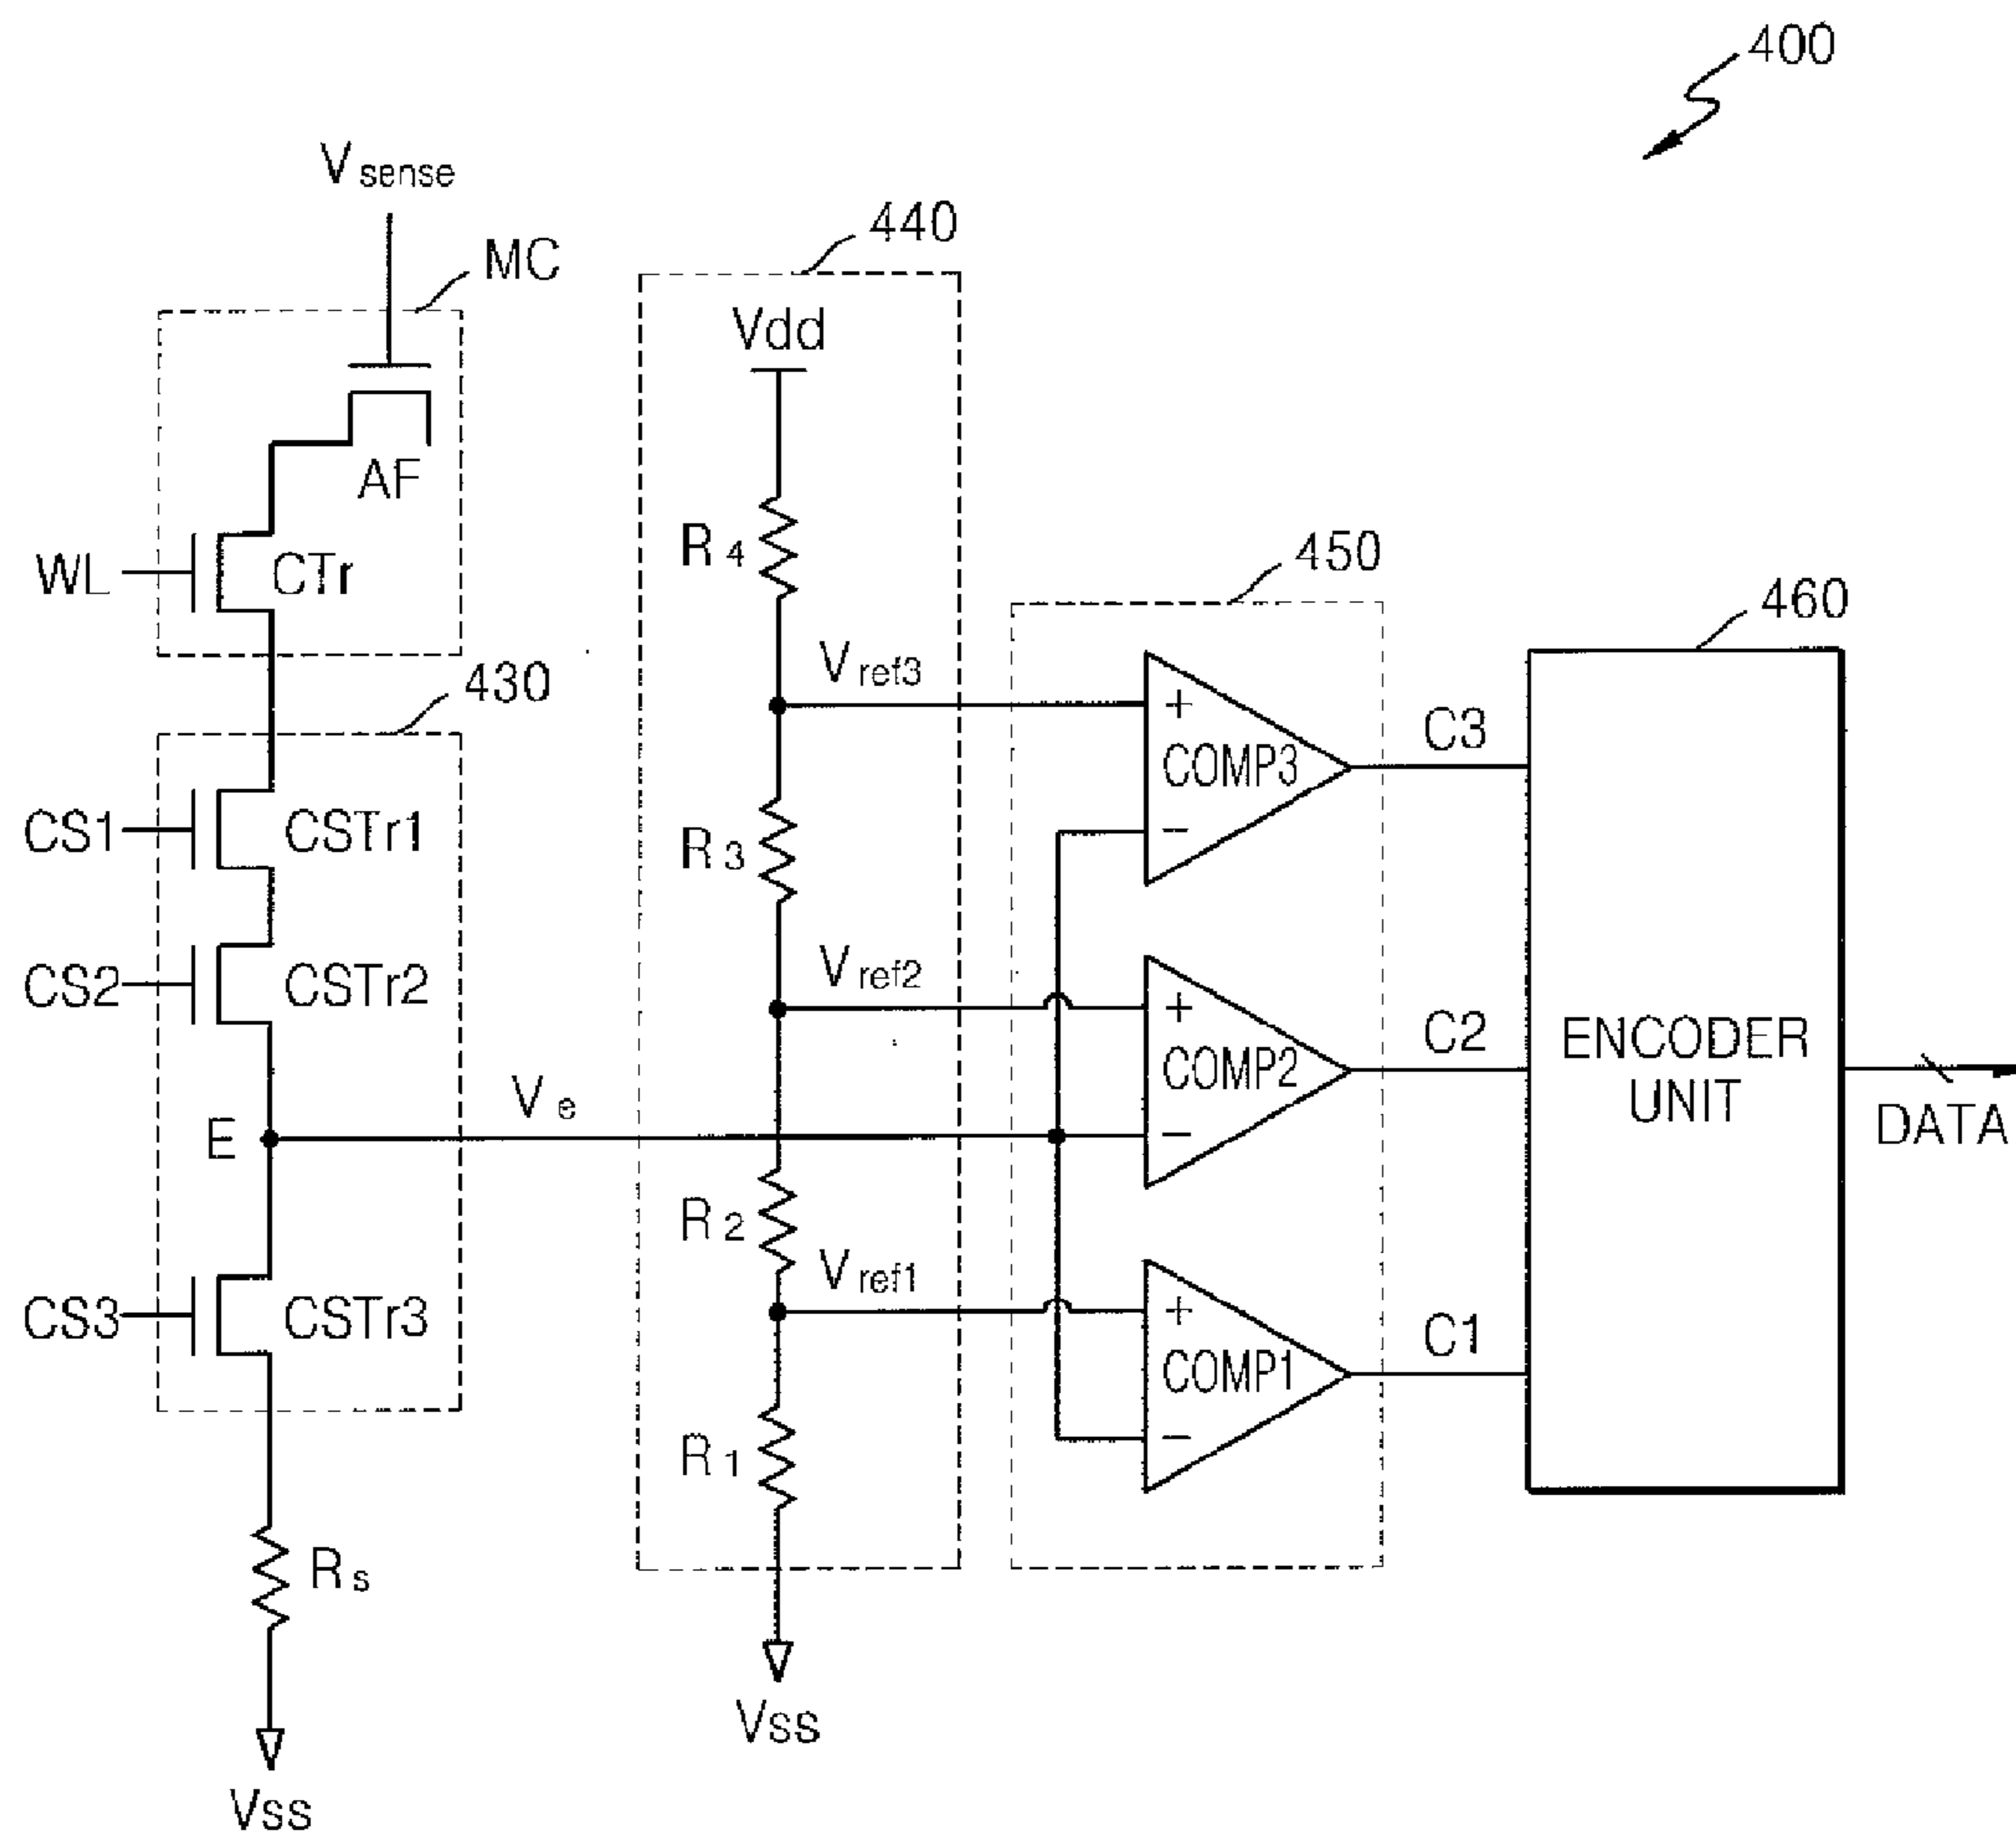 400
Vsense
MC
440
Vdd
AF
R4
WL
CTr
450
460
Vref3
430
+
COMP3
−
C3
CS1
CSTr1
R3
Vref2
CS2
CSTr2
+
COMP2
−
C2
ENCODER
UNIT
DATA
Ve
E
R2
Vref1
CS3
CSTr3
+
COMP1
−
C1
R1
Rs
Vss
Vss